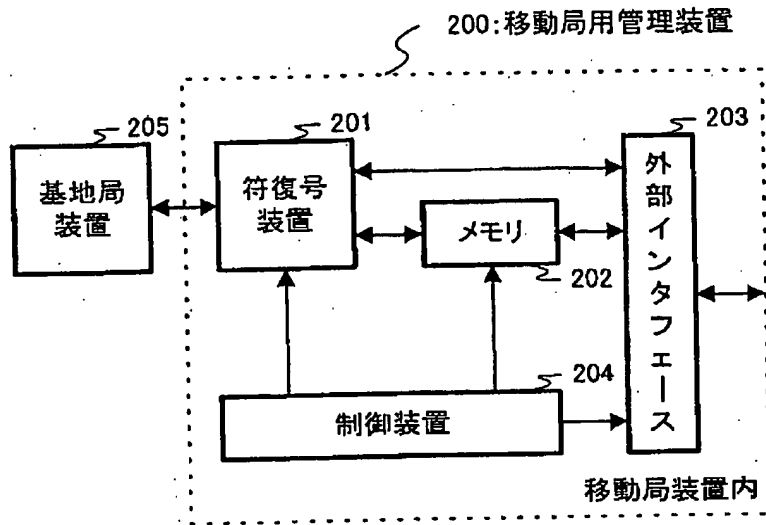 200:移動局用管理装置
205
201
203
基地局
装置
符復号
装置
メモリ
202
外部インタフェース
204
制御装置
移動局装置内